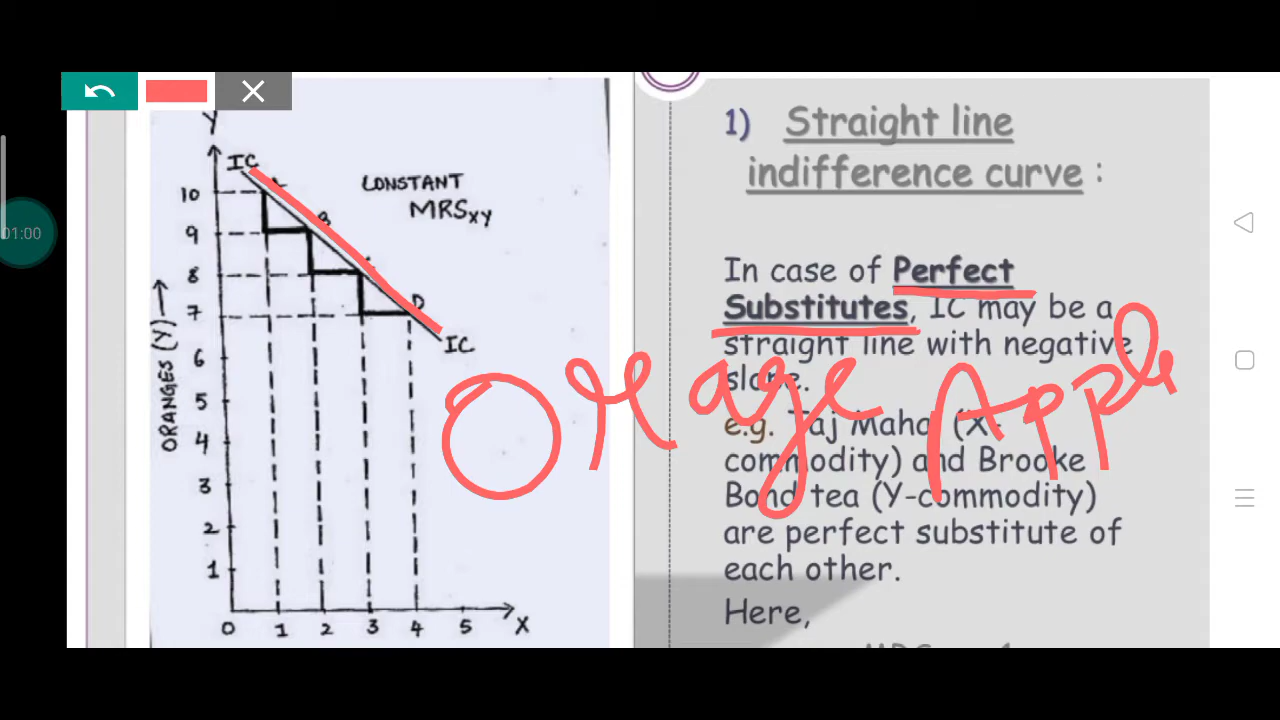 01:00
Y
IC
CONSTANT
MRSxy
B
D
IC
10
9
8
7
6
5
4
3
2
1
ORANGES (Y) →
0 1 2 3 4 5 X
1) Straight line
indifference curve :
In case of Perfect
Substitutes, IC may be a
straight line with negative
slope.
Orage Apple
e.g. Taj Mahal (X-
commodity) and Brooke
Bond tea (Y-commodity)
are perfect substitute of
each other.
Here,